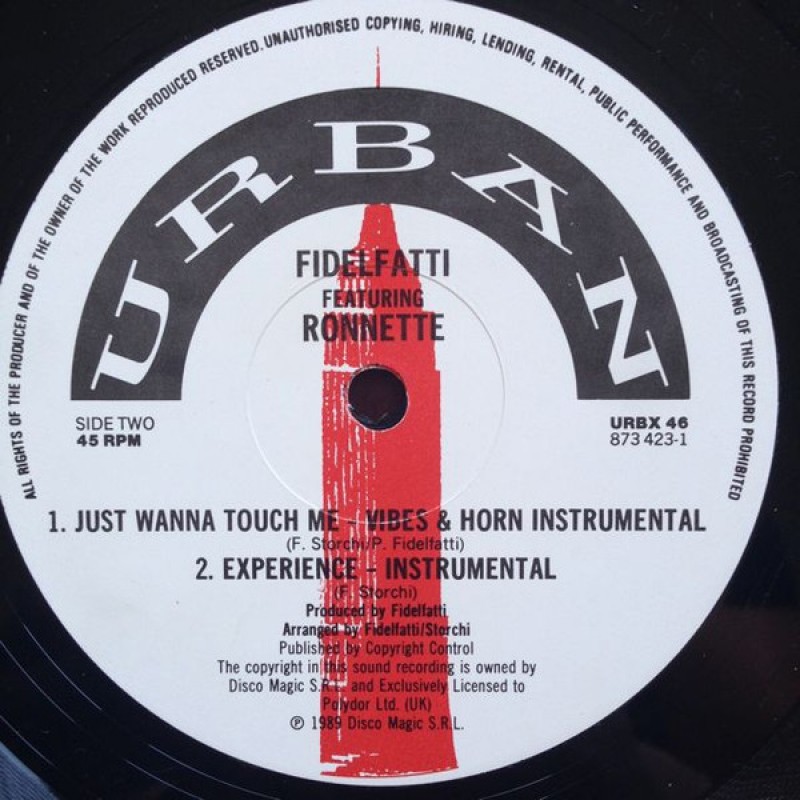 ALL RIGHTS OF THE PRODUCER AND OF THE OWNER OF THE WORK REPRODUCED RESERVED. UNAUTHORISED COPYING, HIRING, LENDING, RENTAL, PUBLIC PERFORMANCE AND BROADCASTING OF THIS RECORD PROHIBITED
URBAN
FIDELFATTI
FEATURING
RONNETTE
SIDE TWO
45 RPM
URBX 46
873 423-1
1. JUST WANNA TOUCH ME - VIBES & HORN INSTRUMENTAL
(F. Storchi/P. Fidelfatti)
2. EXPERIENCE - INSTRUMENTAL
(F. Storchi)
Produced by Fidelfatti
Arranged by Fidelfatti/Storchi
Published by Copyright Control
The copyright in this sound recording is owned by
Disco Magic S.R.L. and Exclusively Licensed to
Polydor Ltd. (UK)
℗ 1989 Disco Magic S.R.L.